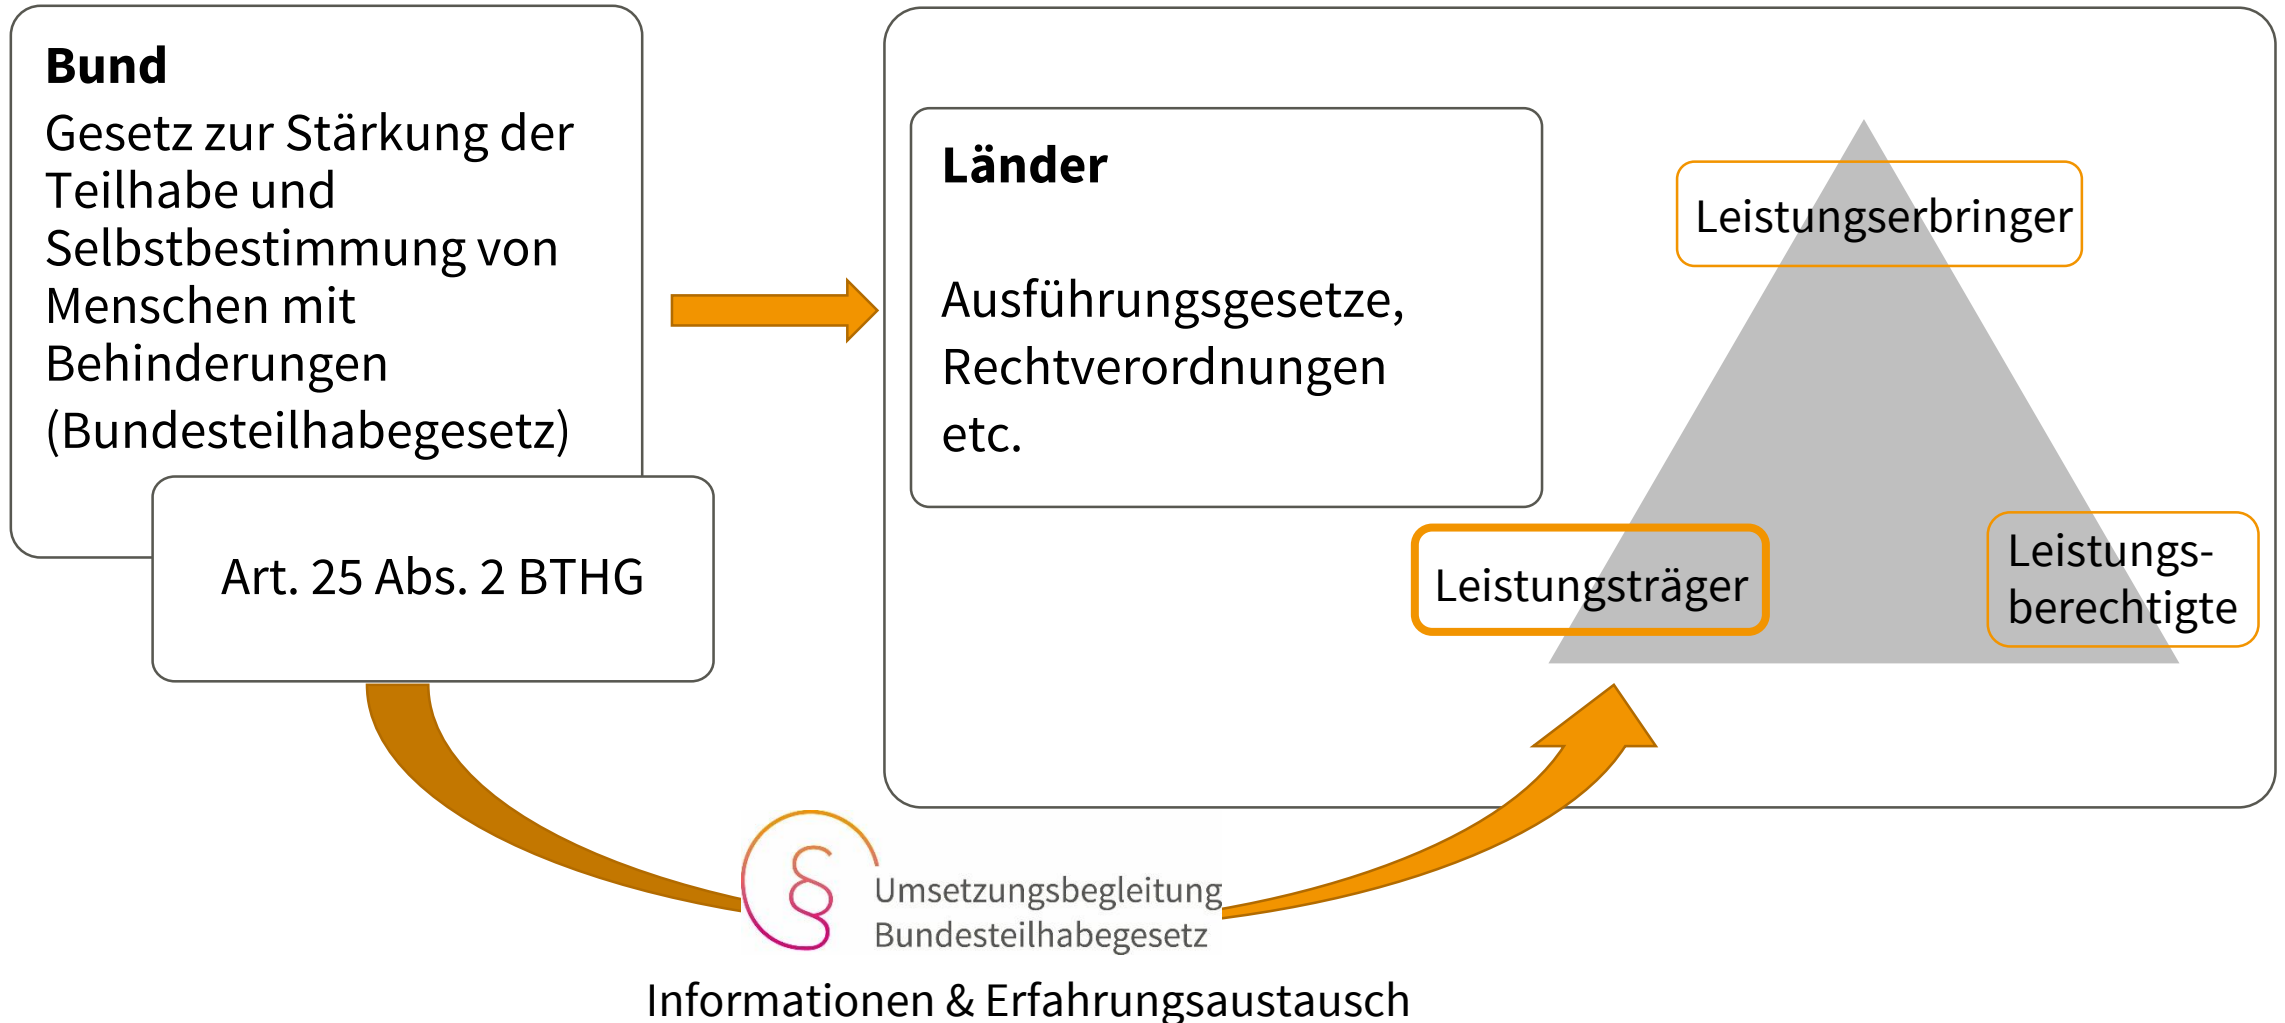 Bund
Gesetz zur Stärkung der
Teilhabe und
Selbstbestimmung von
Menschen mit
Behinderungen
(Bundesteilhabegesetz)
Art. 25 Abs. 2 BTHG
Länder
Ausführungsgesetze,
Rechtverordnungen
etc.
Leistungserbringer
Leistungsträger
Leistungs-
berechtigte
§
Umsetzungsbegleitung
Bundesteilhabegesetz
Informationen & Erfahrungsaustausch